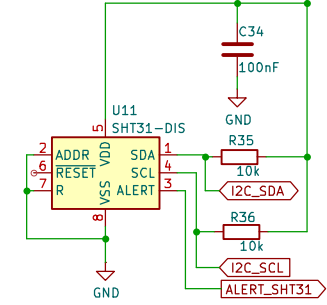 C34
100nF
GND
U11
SHT31-DIS
5
VDD
2 ADDR
SDA 1
6 RESET
SCL 4
7 R
ALERT 3
VSS
8
R35
10k
I2C_SDA
R36
10k
I2C_SCL
ALERT_SHT31
GND